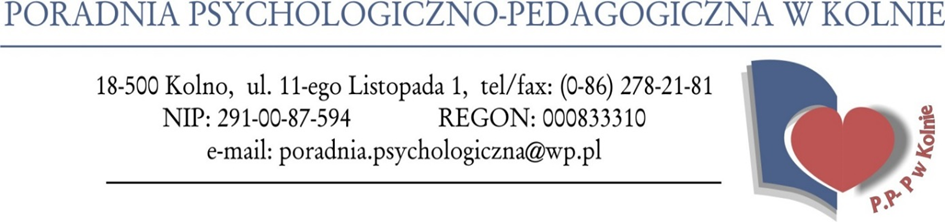 PORADNIA PSYCHOLOGICZNO-PEDAGOGICZNA W KOLNIE
18-500 Kolno, ul. 11-ego Listopada 1, tel/fax: (0-86) 278-21-81
NIP: 291-00-87-594 REGON: 000833310
e-mail: poradnia.psychologiczna@wp.pl
P.P- P w Kolnie